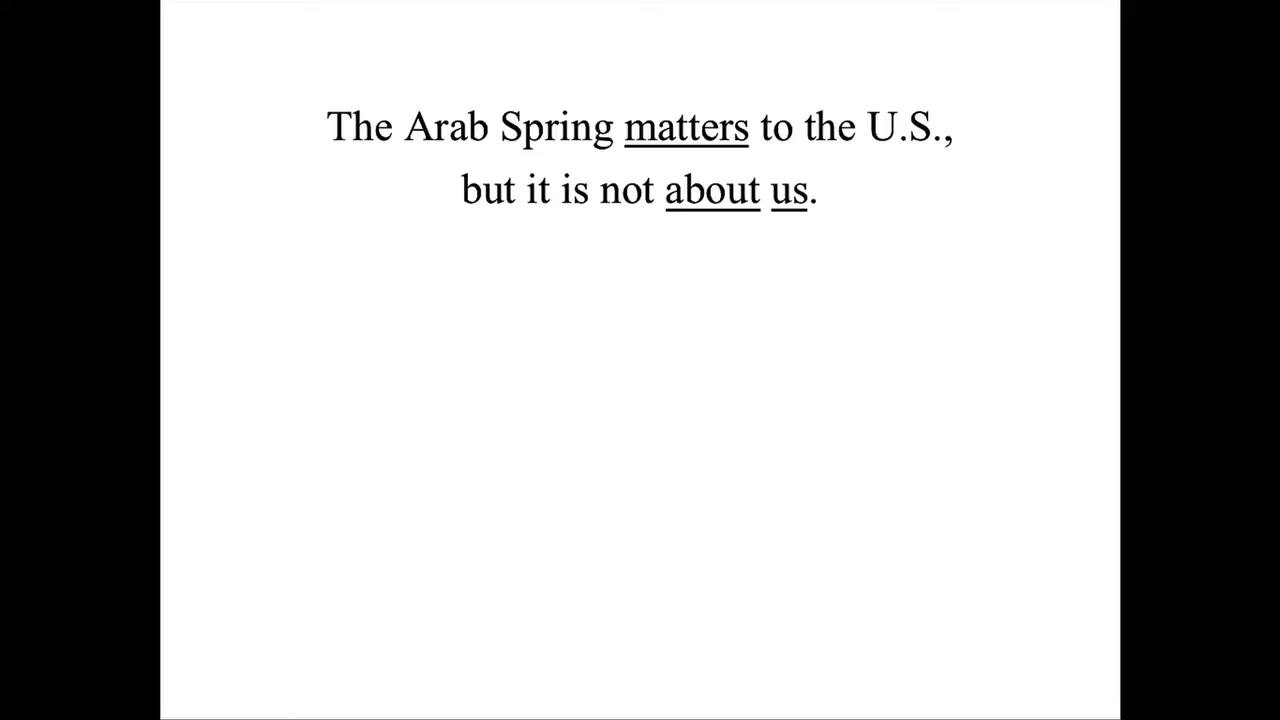 The Arab Spring matters to the U.S.,
but it is not about us.